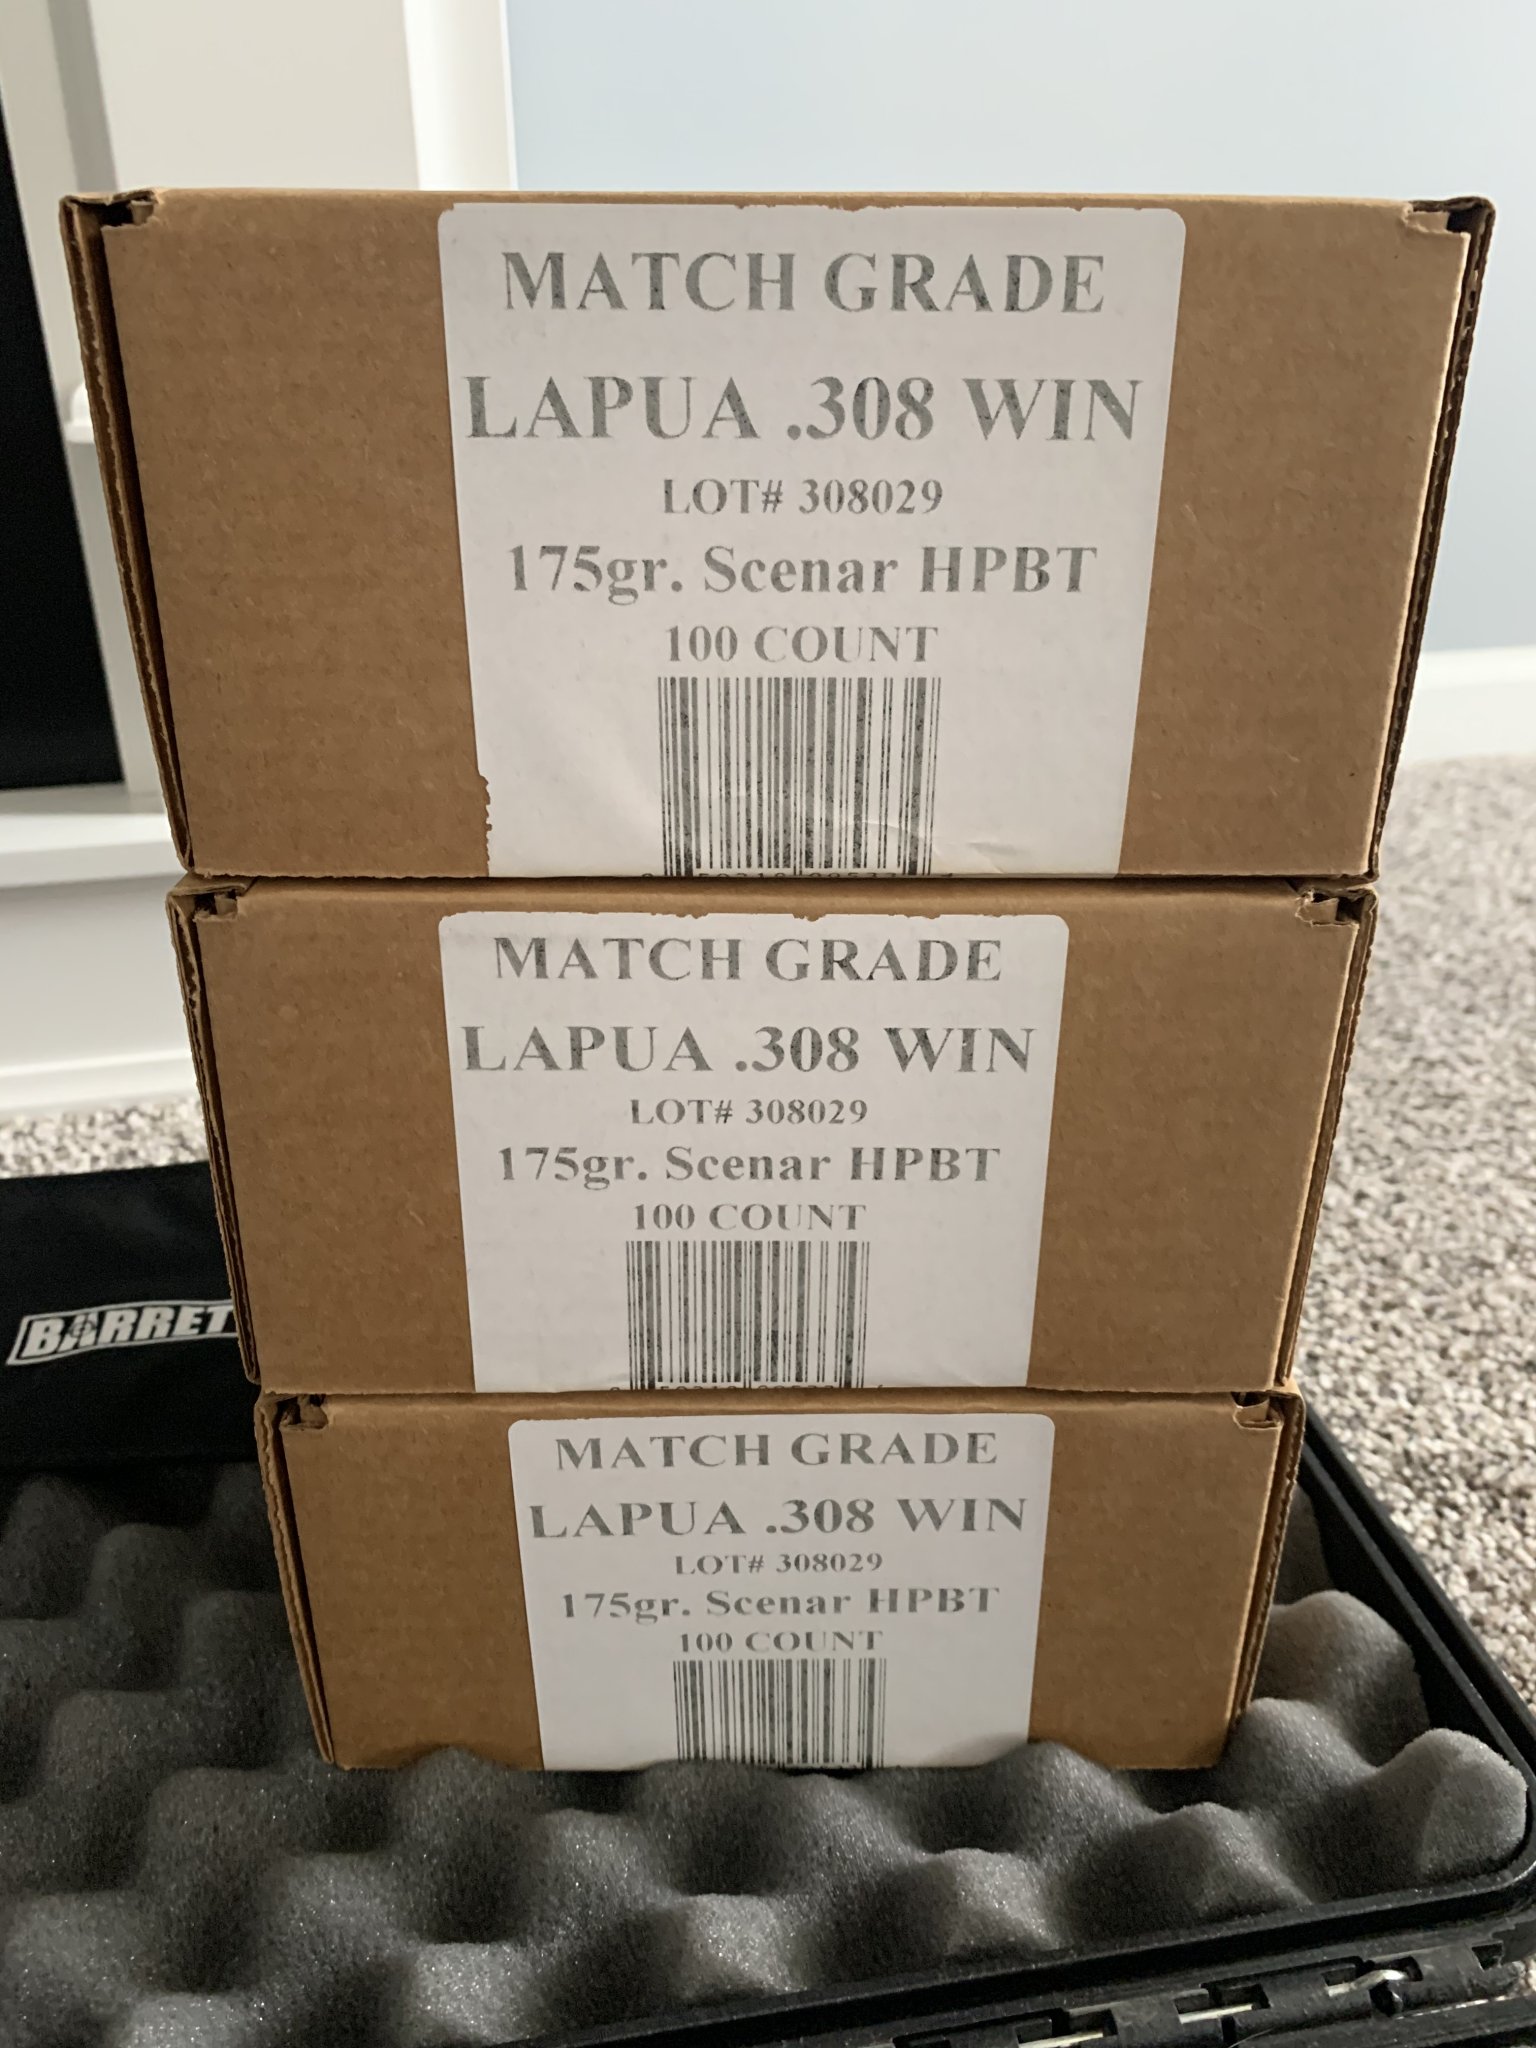 MATCH GRADE
LAPUA .308 WIN
LOT# 308029
175gr. Scenar HPBT
100 COUNT
MATCH GRADE
LAPUA .308 WIN
LOT# 308029
175gr. Scenar HPBT
100 COUNT
BARRET
MATCH GRADE
LAPUA .308 WIN
LOT# 308029
175gr. Scenar HPBT
100 COUNT